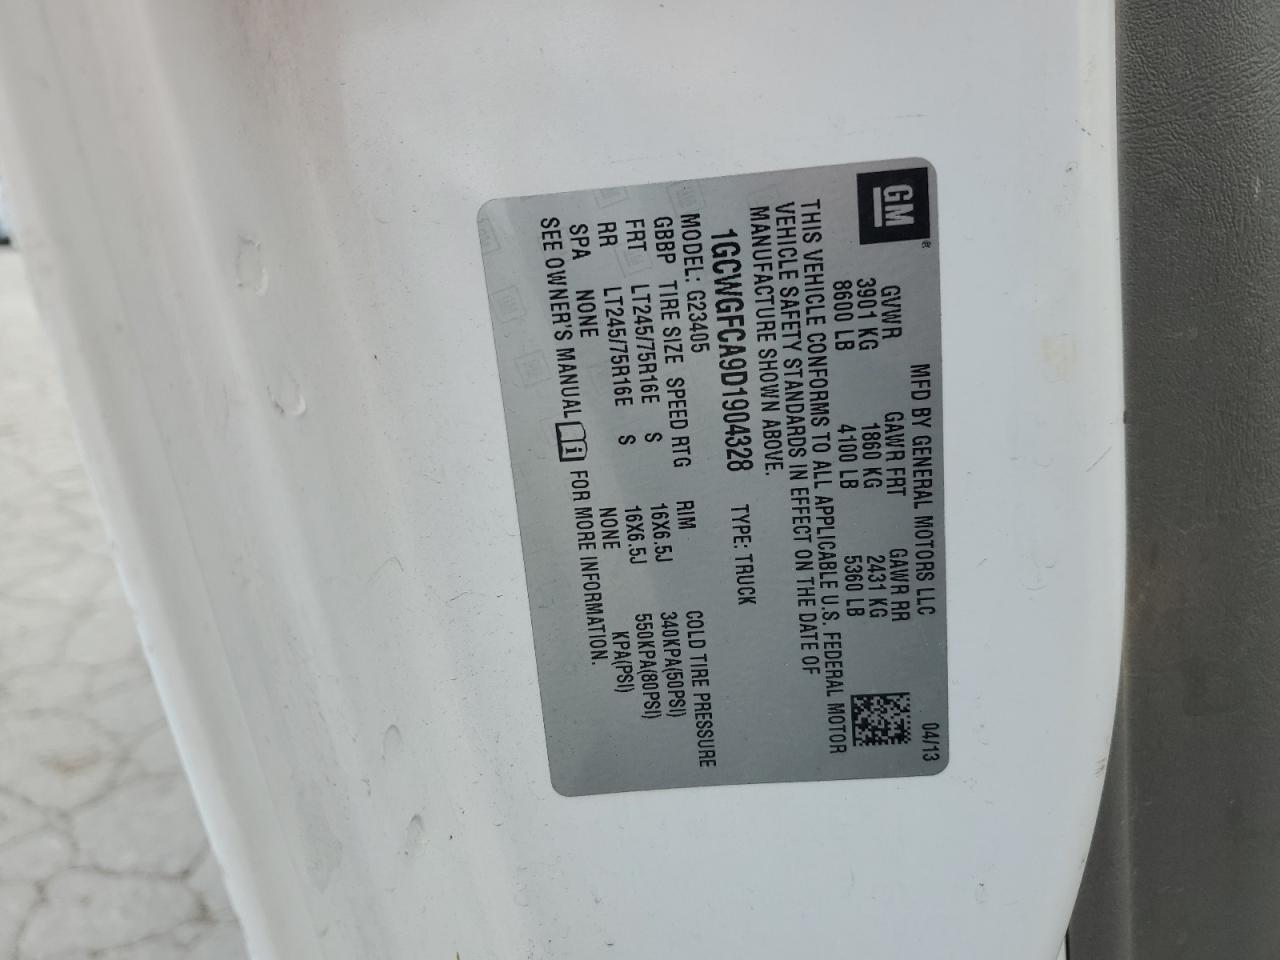 GM
MFD BY GENERAL MOTORS LLC 04/13
GVWR GAWR FRT GAWR RR
3901 KG 1860 KG 2431 KG
8600 LB 4100 LB 5360 LB
THIS VEHICLE CONFORMS TO ALL APPLICABLE U.S. FEDERAL MOTOR
VEHICLE SAFETY STANDARDS IN EFFECT ON THE DATE OF
MANUFACTURE SHOWN ABOVE.
1GCWGFCA9D1904328 TYPE: TRUCK
MODEL: G23405
GBBP TIRE SIZE SPEED RTG RIM COLD TIRE PRESSURE
FRT LT245/75R16E S 16X6.5J 340KPA(50PSI)
RR LT245/75R16E S 16X6.5J 550KPA(80PSI)
SPA NONE NONE KPA(PSI)
SEE OWNER'S MANUAL FOR MORE INFORMATION.